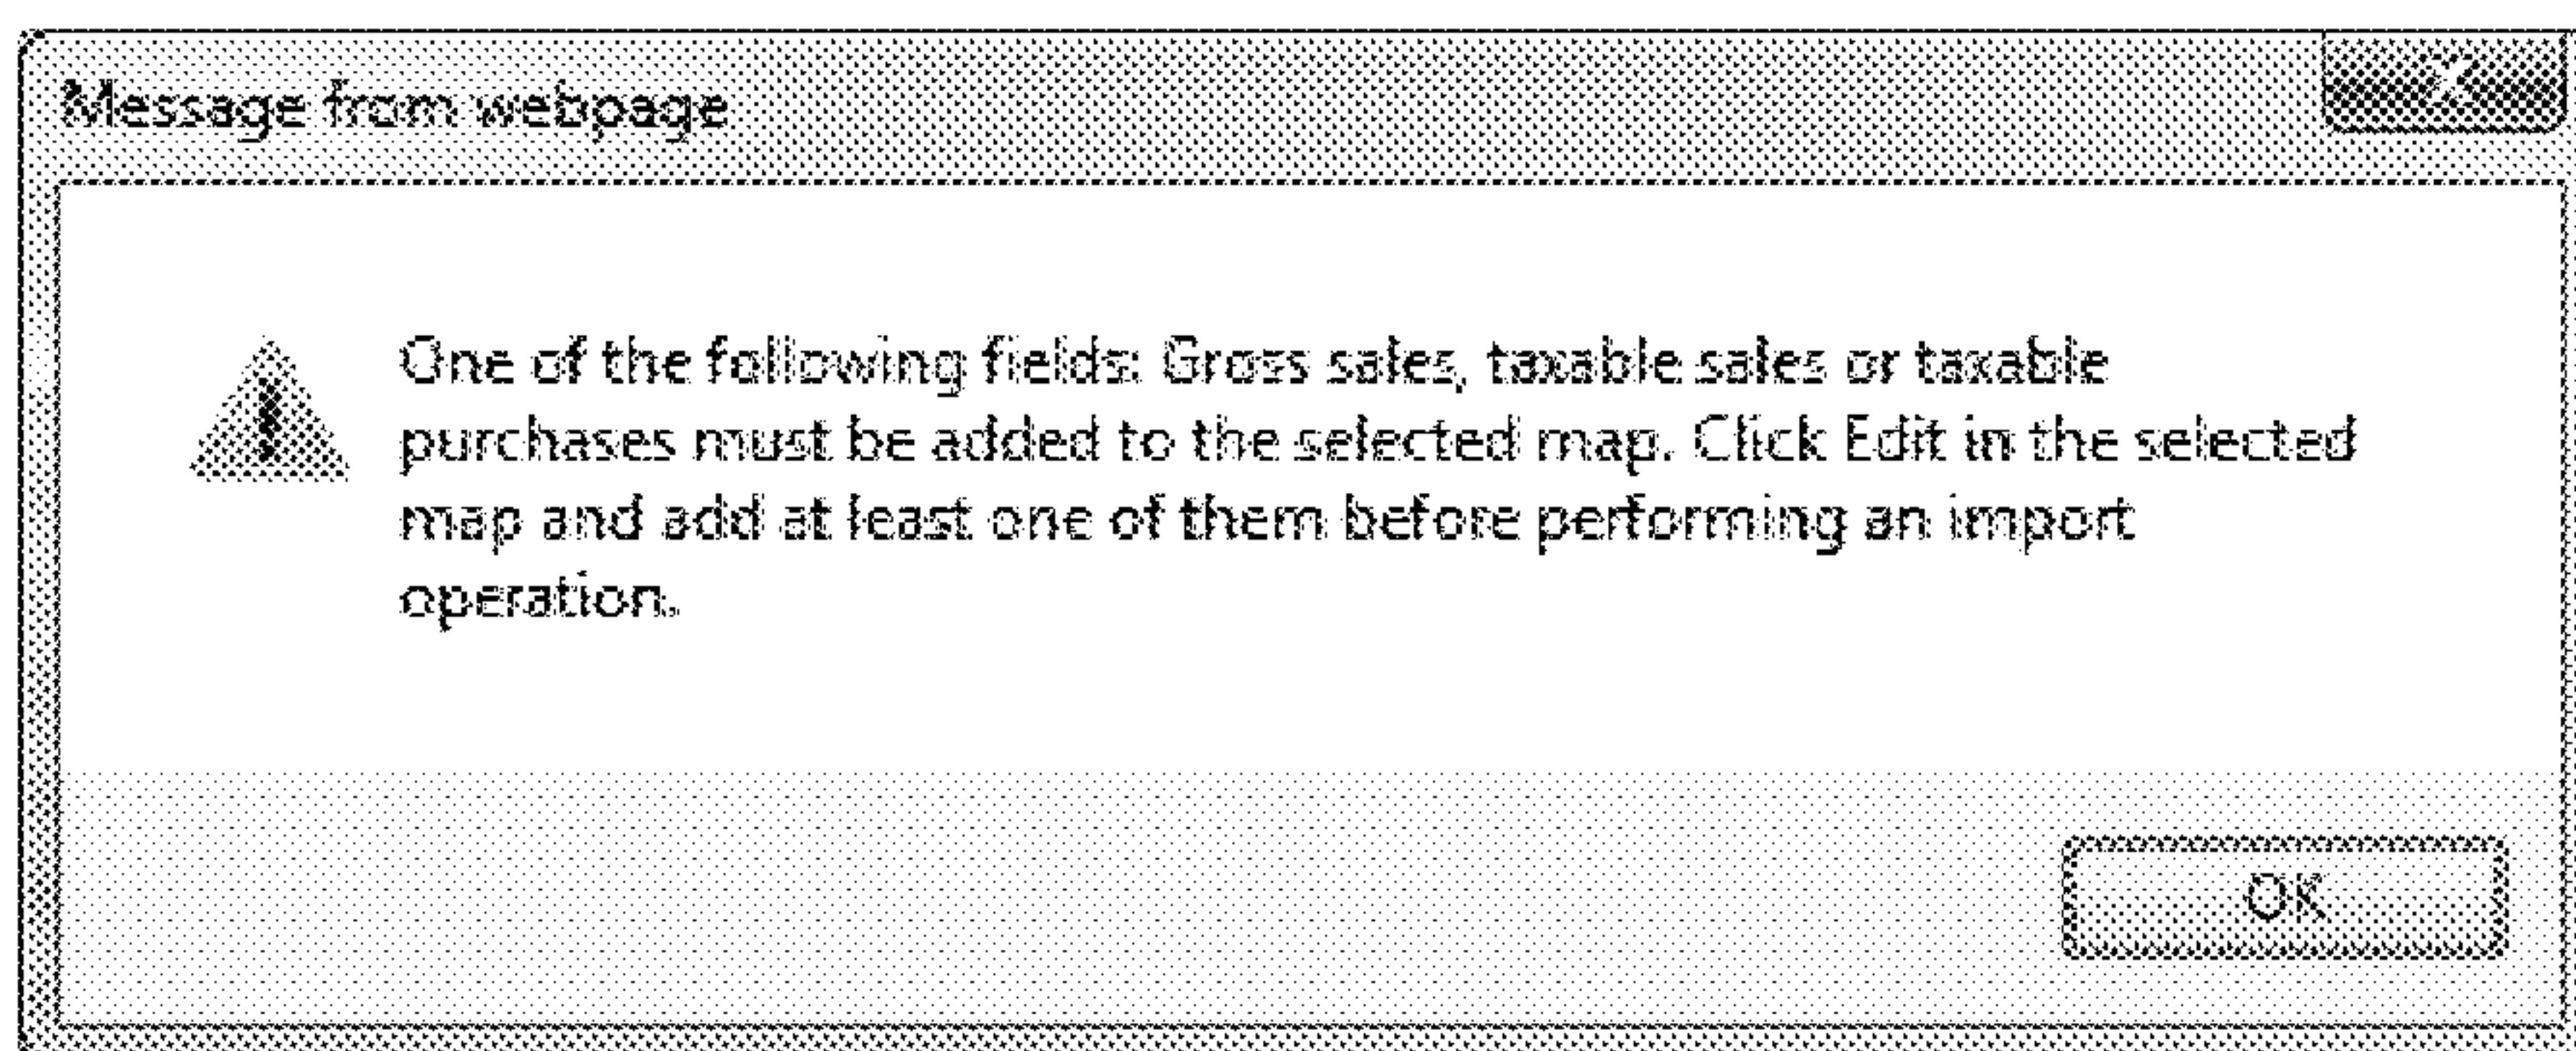 Message from webpage
X
One of the following fields: Gross sales, taxable sales or taxable
purchases must be added to the selected map. Click Edit in the selected
map and add at least one of them before performing an import
operation.
OK